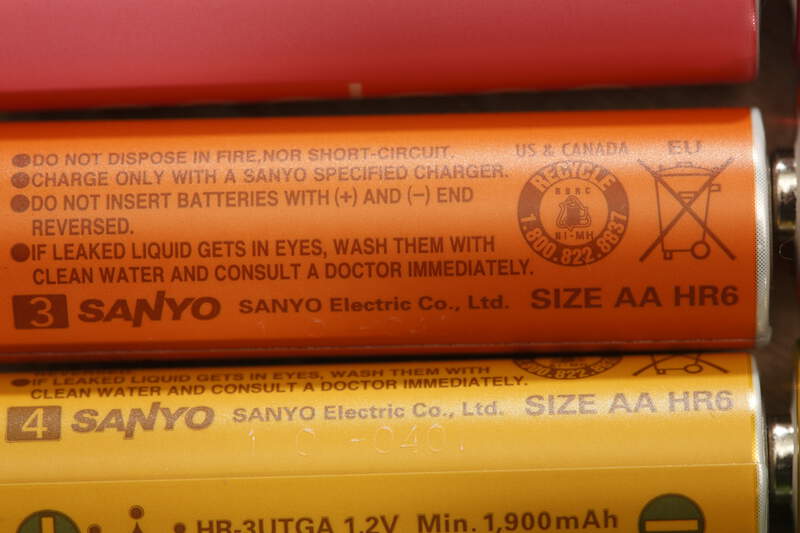 ●DO NOT DISPOSE IN FIRE,NOR SHORT-CIRCUIT.
●CHARGE ONLY WITH A SANYO SPECIFIED CHARGER.
●DO NOT INSERT BATTERIES WITH (+) AND (−) END
REVERSED.
●IF LEAKED LIQUID GETS IN EYES, WASH THEM WITH
CLEAN WATER AND CONSULT A DOCTOR IMMEDIATELY.
US & CANADA
RECYCLE
RBRC
NI-MH
1.800.822.8837
EU
3 SANYO SANYO Electric Co., Ltd. SIZE AA HR6
REVERSED.
●IF LEAKED LIQUID GETS IN EYES, WASH THEM WITH
CLEAN WATER AND CONSULT A DOCTOR IMMEDIATELY.
.800.822.
4 SANYO SANYO Electric Co., Ltd. SIZE AA HR6
HR-3UTGA 1.2V Min. 1,900mAh